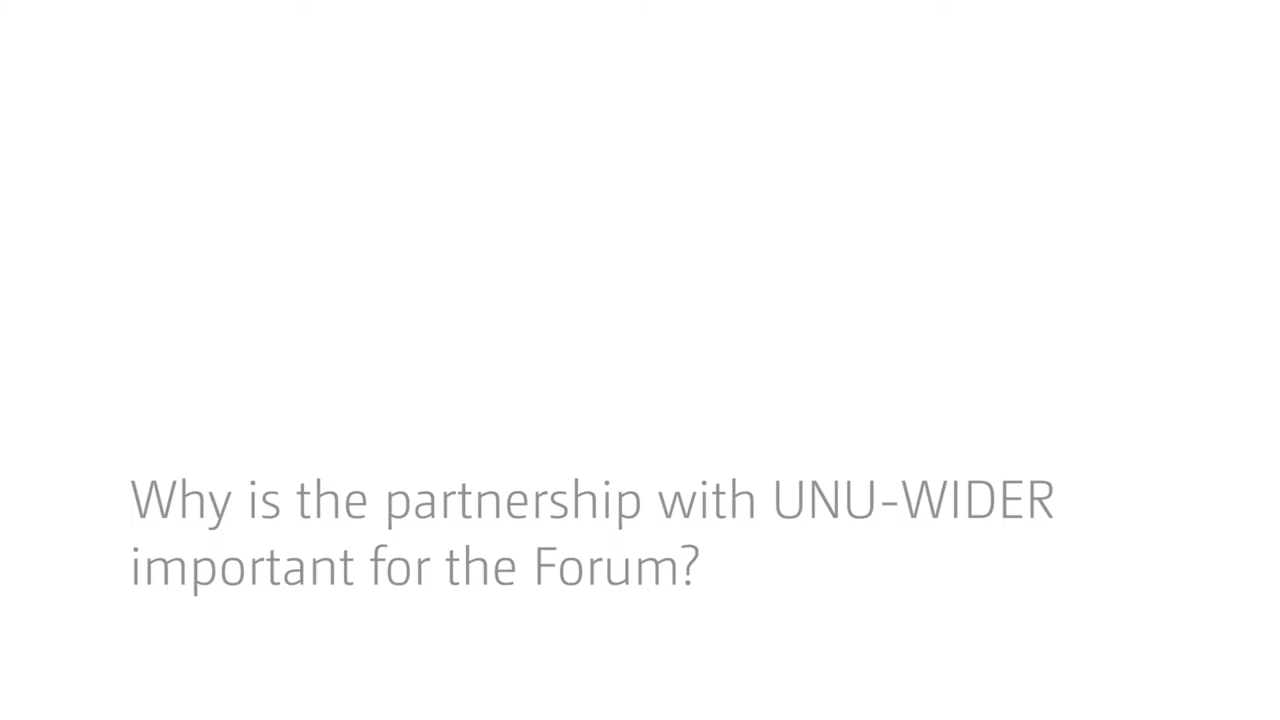 Why is the partnership with UNU-WIDER
important for the Forum?